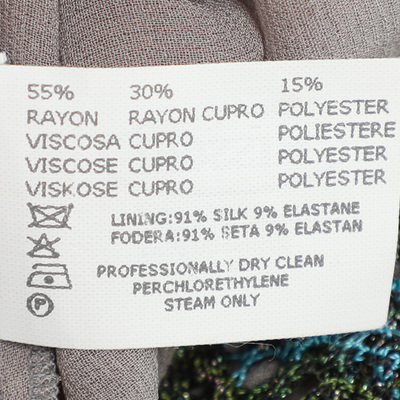 55% 30% 15%
RAYON RAYON CUPRO POLYESTER
VISCOSA CUPRO POLIESTERE
VISCOSE CUPRO POLYESTER
VISKOSE CUPRO POLYESTER
LINING:91% SILK 9% ELASTANE
FODERA:91% SETA 9% ELASTAN
PROFESSIONALLY DRY CLEAN
PERCHLORETHYLENE
STEAM ONLY
P